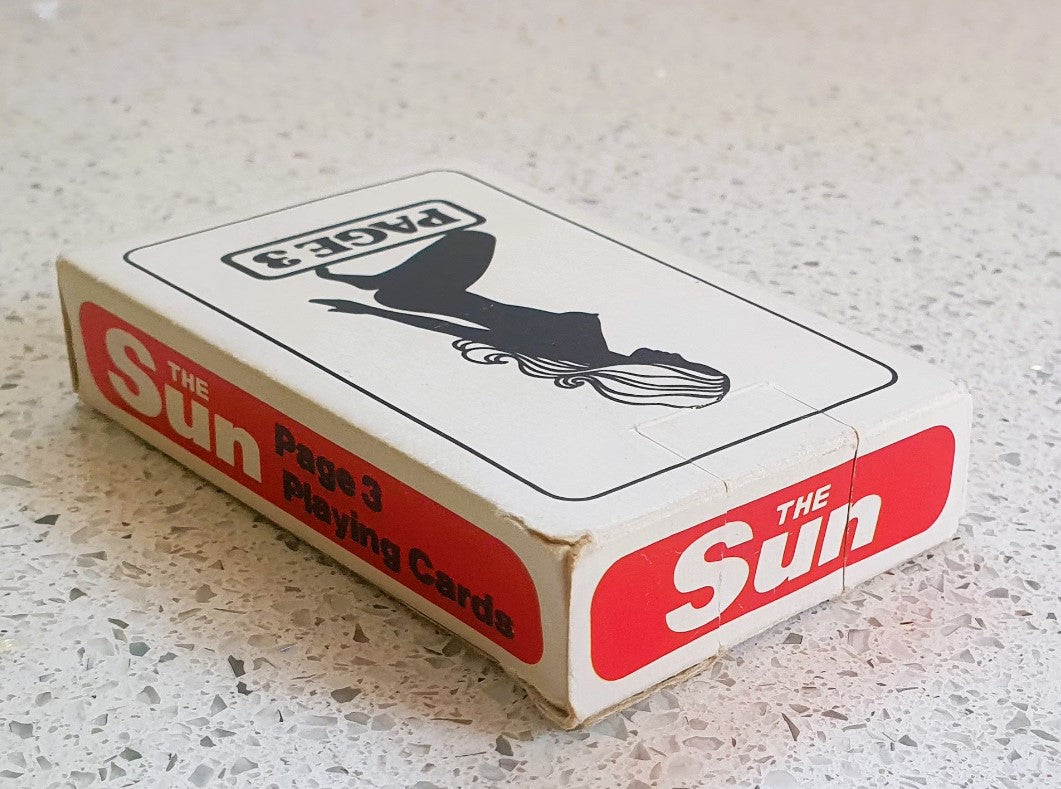 PAGE 3
THE
Sun
Page 3
Playing Cards
THE
Sun